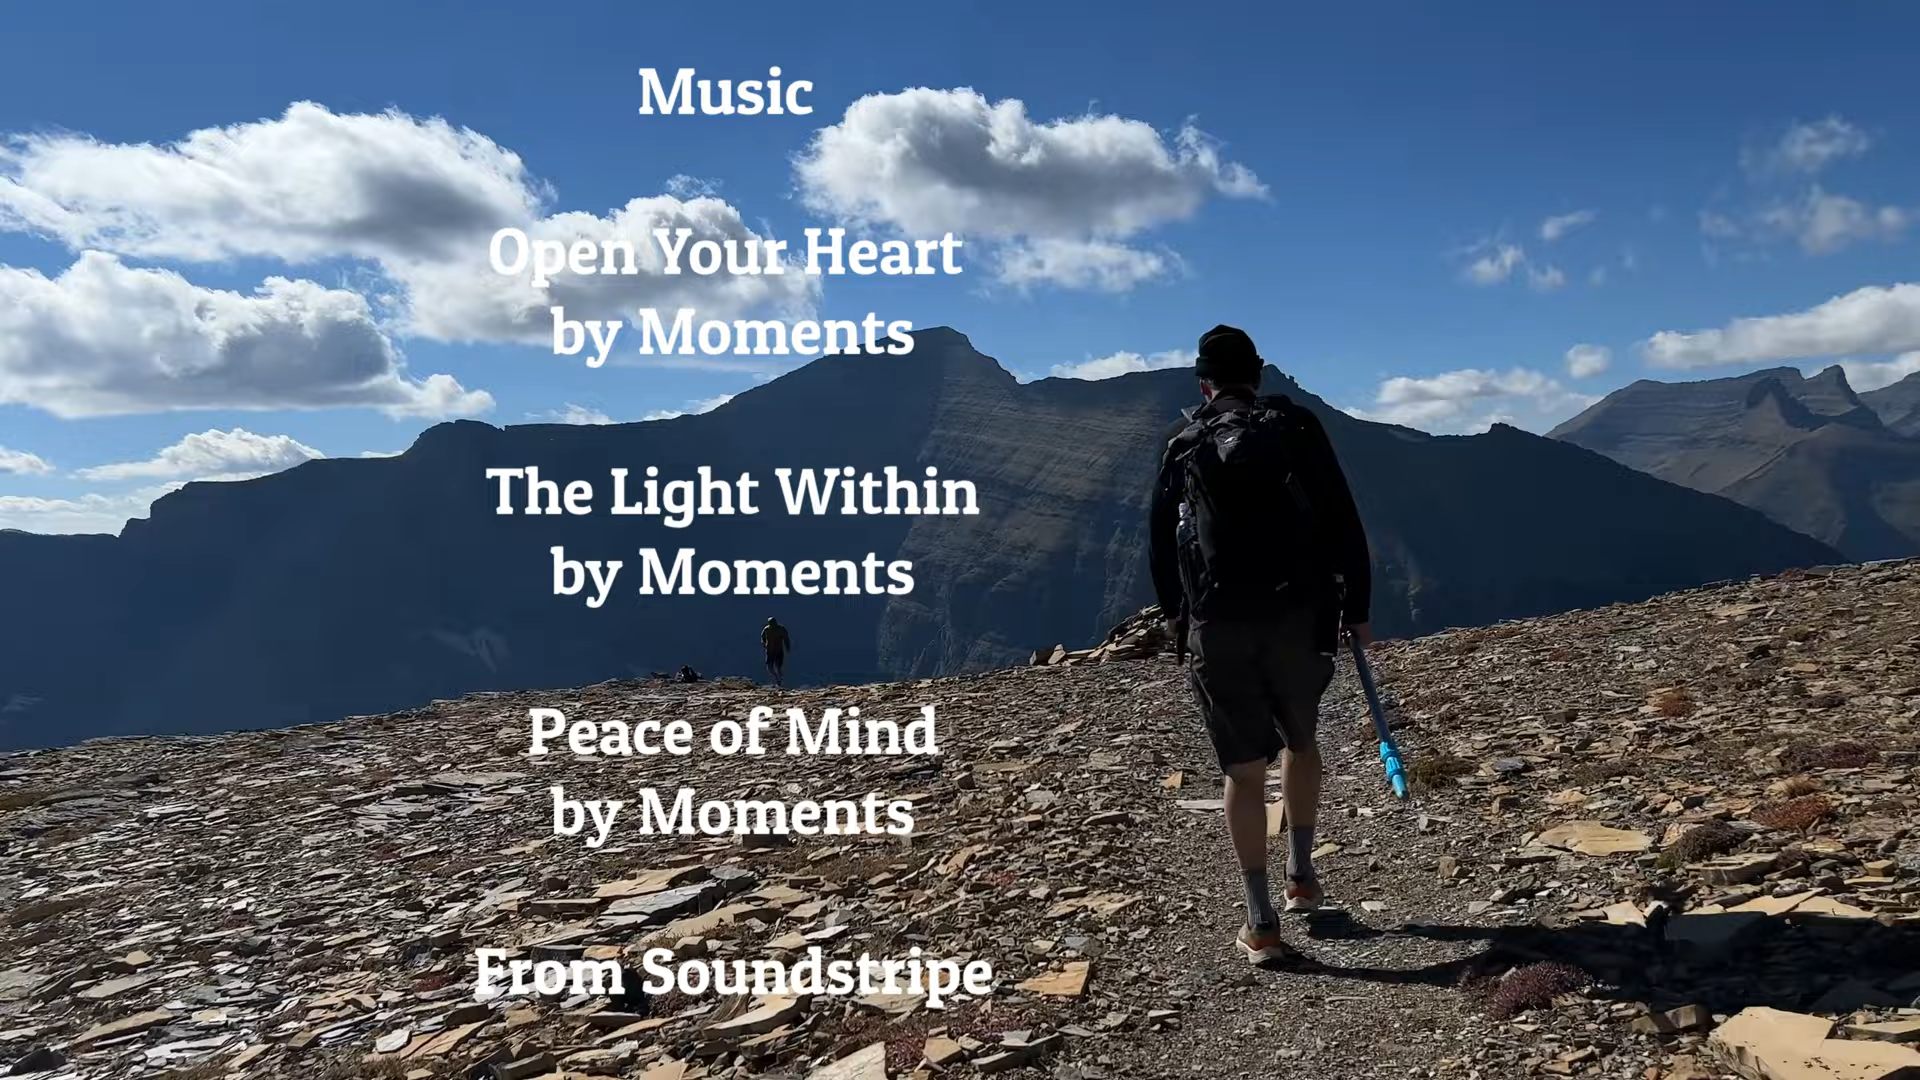 Music
Open Your Heart
by Moments
The Light Within
by Moments
Peace of Mind
by Moments
From Soundstripe